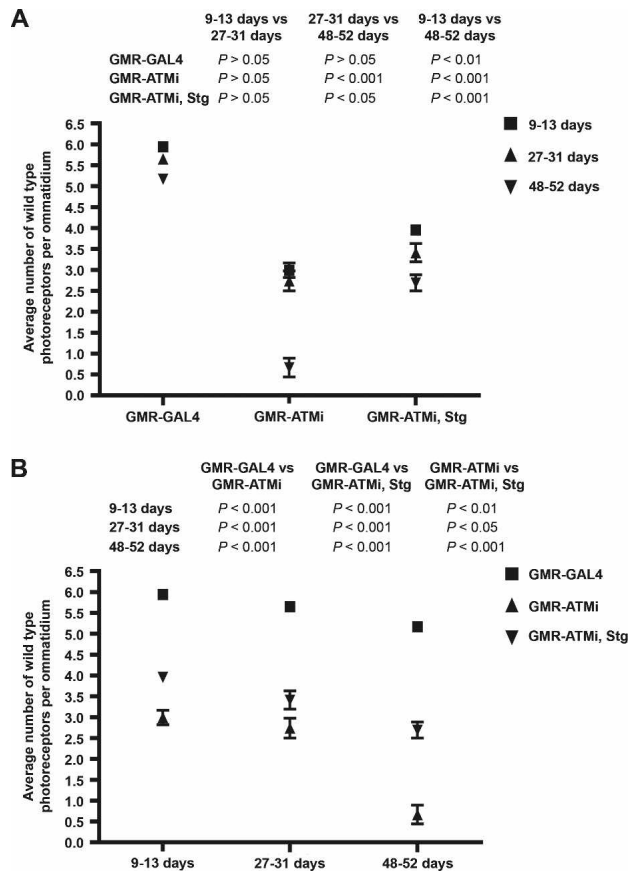 A
9-13 days vs 27-31 days vs 9-13 days vs
27-31 days 48-52 days 48-52 days
GMR-GAL4 P > 0.05 P > 0.05 P < 0.01
GMR-ATMi P > 0.05 P < 0.001 P < 0.001
GMR-ATMi, Stg P > 0.05 P < 0.05 P < 0.001
Average number of wild type
photoreceptors per ommatidium
6.5
6.0
5.5
5.0
4.5
4.0
3.5
3.0
2.5
2.0
1.5
1.0
0.5
0.0
9-13 days
27-31 days
48-52 days
GMR-GAL4 GMR-ATMi GMR-ATMi, Stg
B
GMR-GAL4 vs GMR-GAL4 vs GMR-ATMi vs
GMR-ATMi GMR-ATMi, Stg GMR-ATMi, Stg
9-13 days P < 0.001 P < 0.001 P < 0.01
27-31 days P < 0.001 P < 0.001 P < 0.05
48-52 days P < 0.001 P < 0.001 P < 0.001
Average number of wild type
photoreceptors per ommatidium
6.5
6.0
5.5
5.0
4.5
4.0
3.5
3.0
2.5
2.0
1.5
1.0
0.5
0.0
GMR-GAL4
GMR-ATMi
GMR-ATMi, Stg
9-13 days 27-31 days 48-52 days